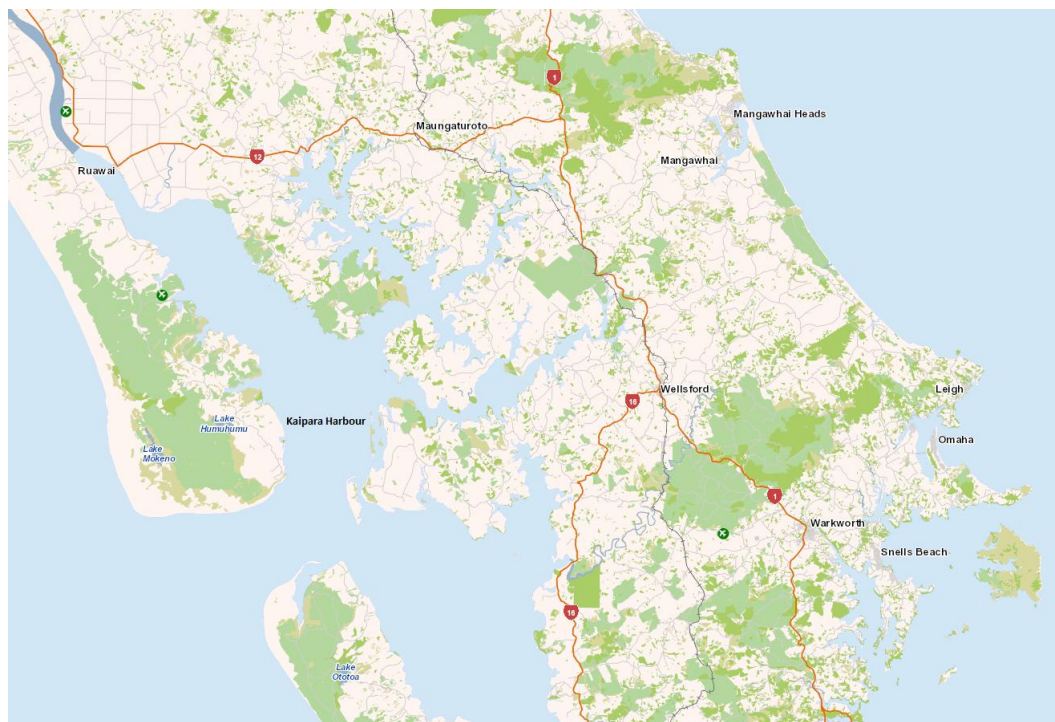 1
Mangawhai Heads
Maungaturoto
12
Mangawhai
Ruawai
Wellsford
Leigh
16
Kaipara Harbour
Lake
Humuhumu
Lake
Mokeno
Omaha
1
Warkworth
Snells Beach
16
Lake
Ototoa